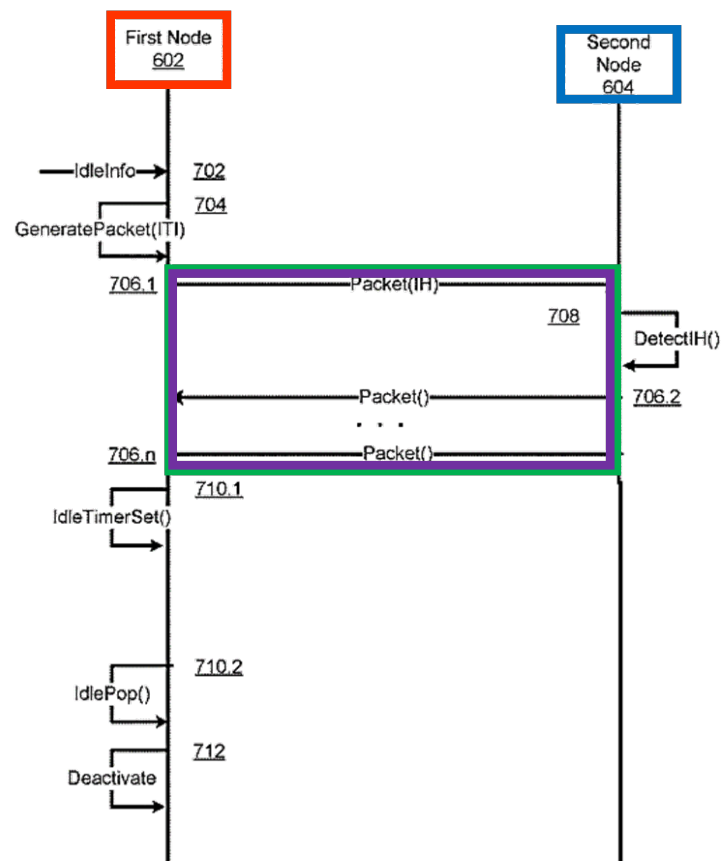 First Node
602
Second
Node
604
IdleInfo
702
704
GeneratePacket(ITI)
706.1
Packet(IH)
708
DetectIH()
Packet()
706.2
. . .
706.n
Packet()
710.1
IdleTimerSet()
710.2
IdlePop()
712
Deactivate